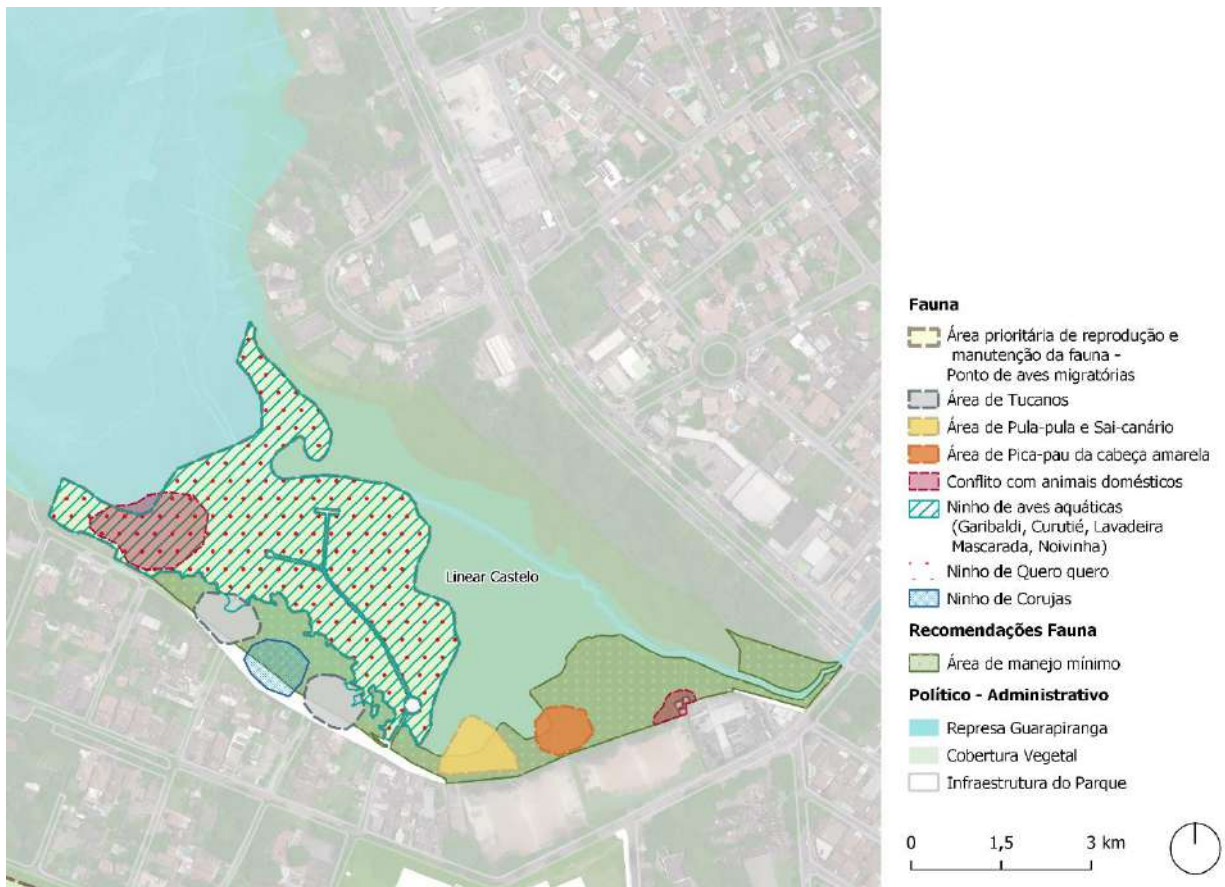 Linear Castelo
Fauna
Área prioritária de reprodução e
manutenção da fauna -
Ponto de aves migratórias
Área de Tucanos
Área de Pula-pula e Sai-canário
Área de Pica-pau da cabeça amarela
Conflito com animais domésticos
Ninho de aves aquáticas
(Garibaldi, Curutié, Lavadeira
Mascarada, Noivinha)
Ninho de Quero quero
Ninho de Corujas
Recomendações Fauna
Área de manejo mínimo
Político - Administrativo
Represa Guarapiranga
Cobertura Vegetal
Infraestrutura do Parque
0 1,5 3 km